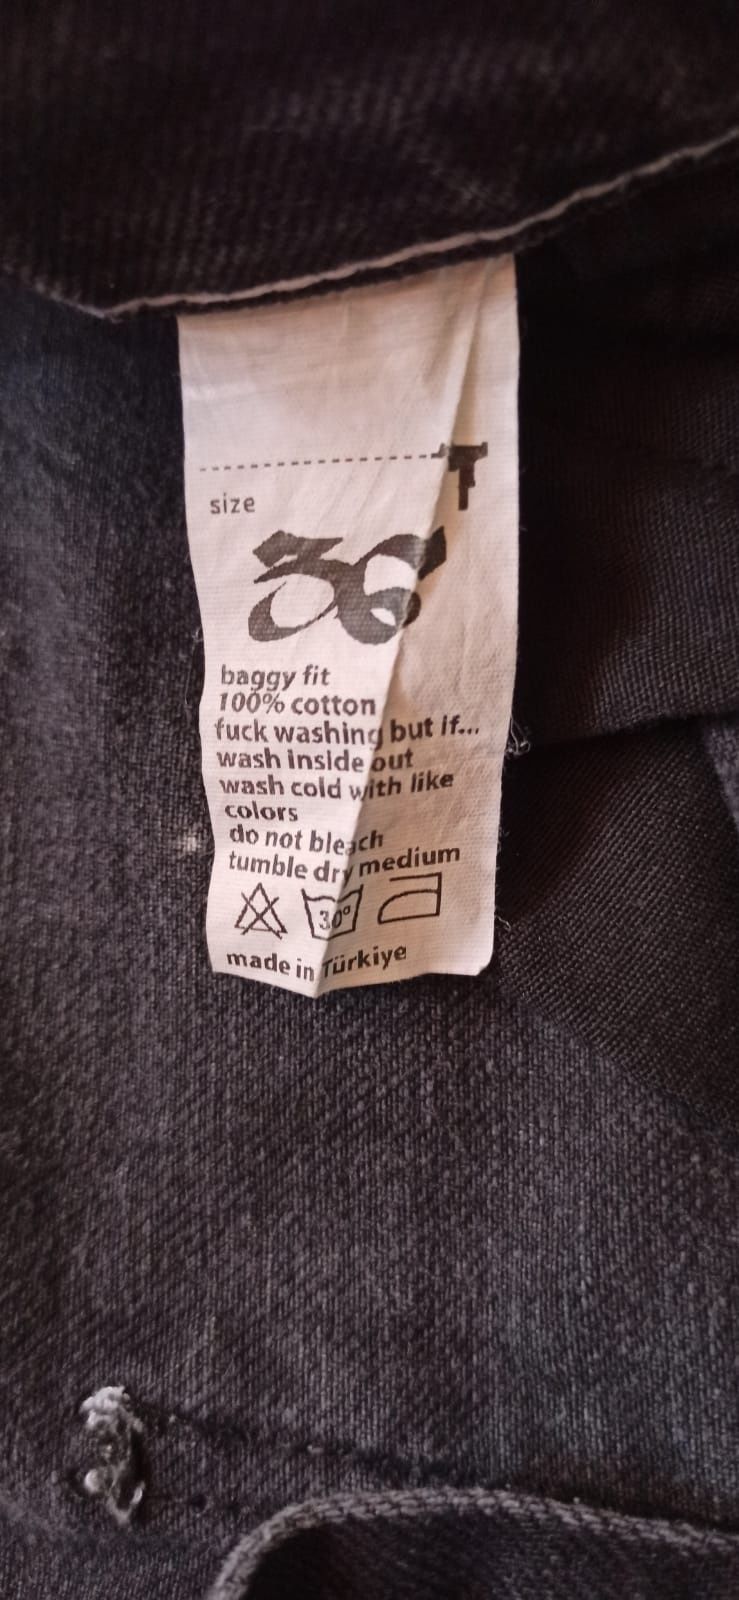 size
36
baggy fit
100% cotton
fuck washing but if...
wash inside out
wash cold with like
colors
do not bleach
tumble dry medium
30°
made in Türkiye